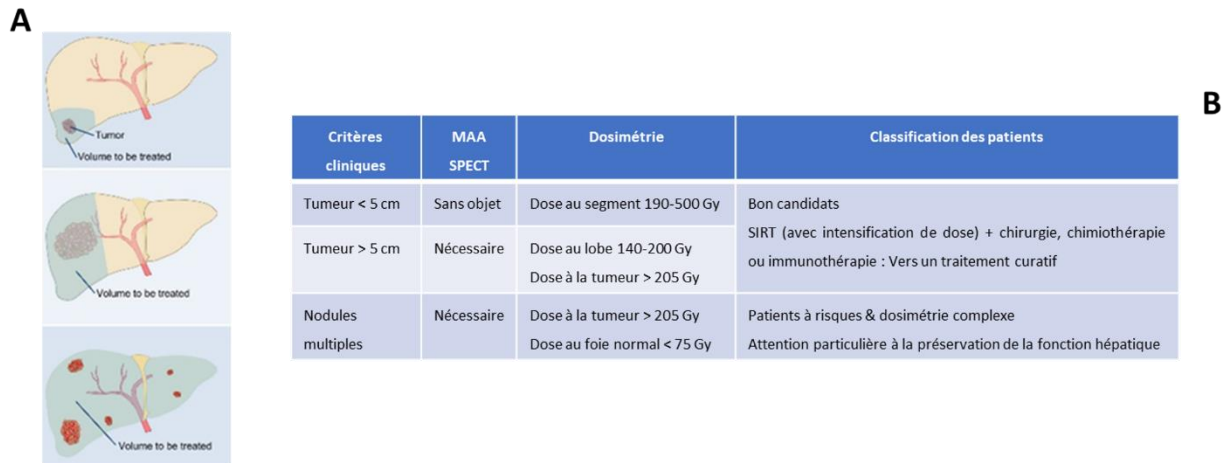 A
Tumor
Volume to be treated
Volume to be treated
Volume to be treated
B
Critères cliniques | MAA SPECT | Dosimétrie | Classification des patients
Tumeur < 5 cm | Sans objet | Dose au segment 190-500 Gy | Bon candidats
SIRT (avec intensification de dose) + chirurgie, chimiothérapie
ou immunothérapie : Vers un traitement curatif
Tumeur > 5 cm | Nécessaire | Dose au lobe 140-200 Gy
Dose à la tumeur > 205 Gy
Nodules multiples | Nécessaire | Dose à la tumeur > 205 Gy | Patients à risques & dosimétrie complexe
Dose au foie normal < 75 Gy | Attention particulière à la préservation de la fonction hépatique